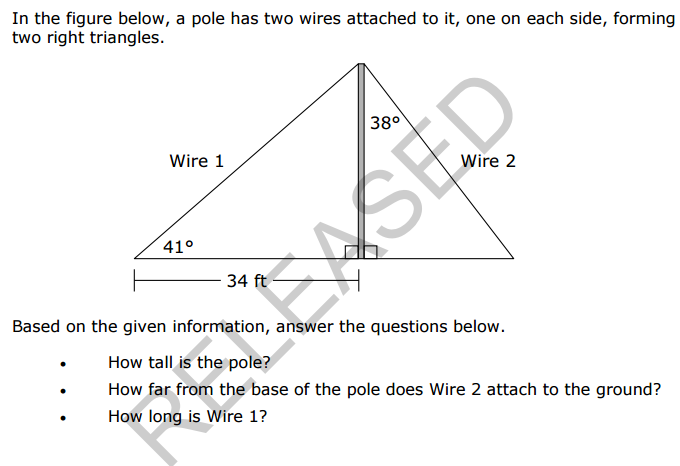 In the figure below, a pole has two wires attached to it, one on each side, forming
two right triangles.
38°
Wire 1
Wire 2
41°
34 ft
Based on the given information, answer the questions below.
• How tall is the pole?
• How far from the base of the pole does Wire 2 attach to the ground?
• How long is Wire 1?
RELEASED